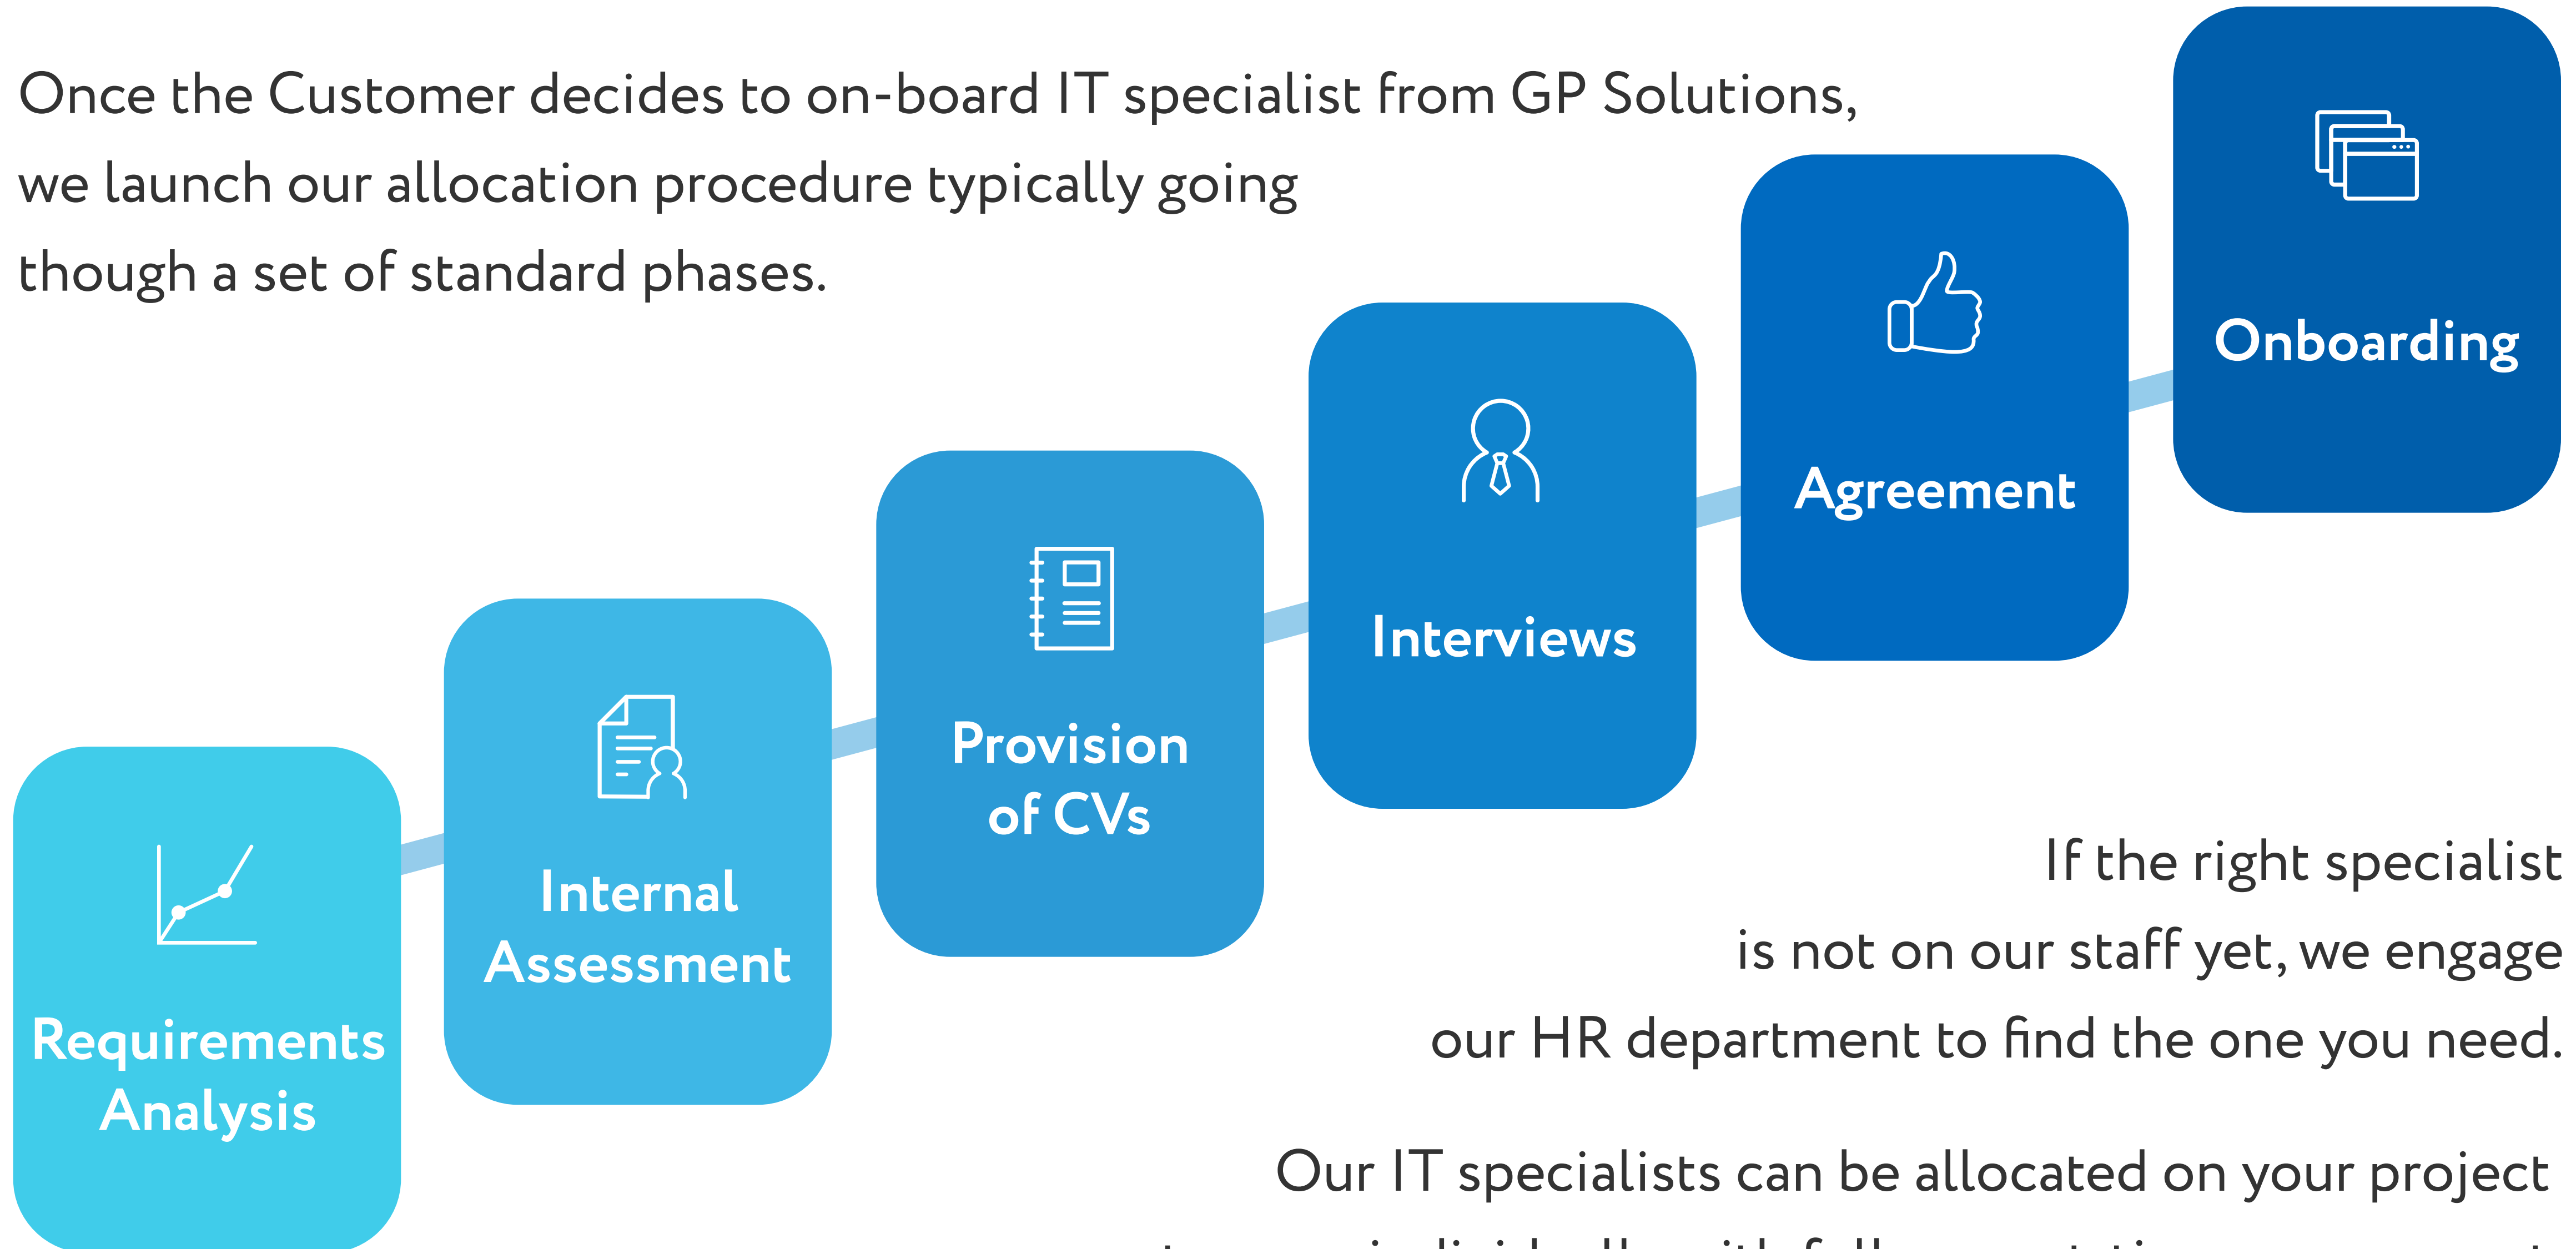 Once the Customer decides to on-board IT specialist from GP Solutions,
we launch our allocation procedure typically going
though a set of standard phases.
Requirements
Analysis
Internal
Assessment
Provision
of CVs
Interviews
Agreement
Onboarding
If the right specialist
is not on our staff yet, we engage
our HR department to find the one you need.
Our IT specialists can be allocated on your project